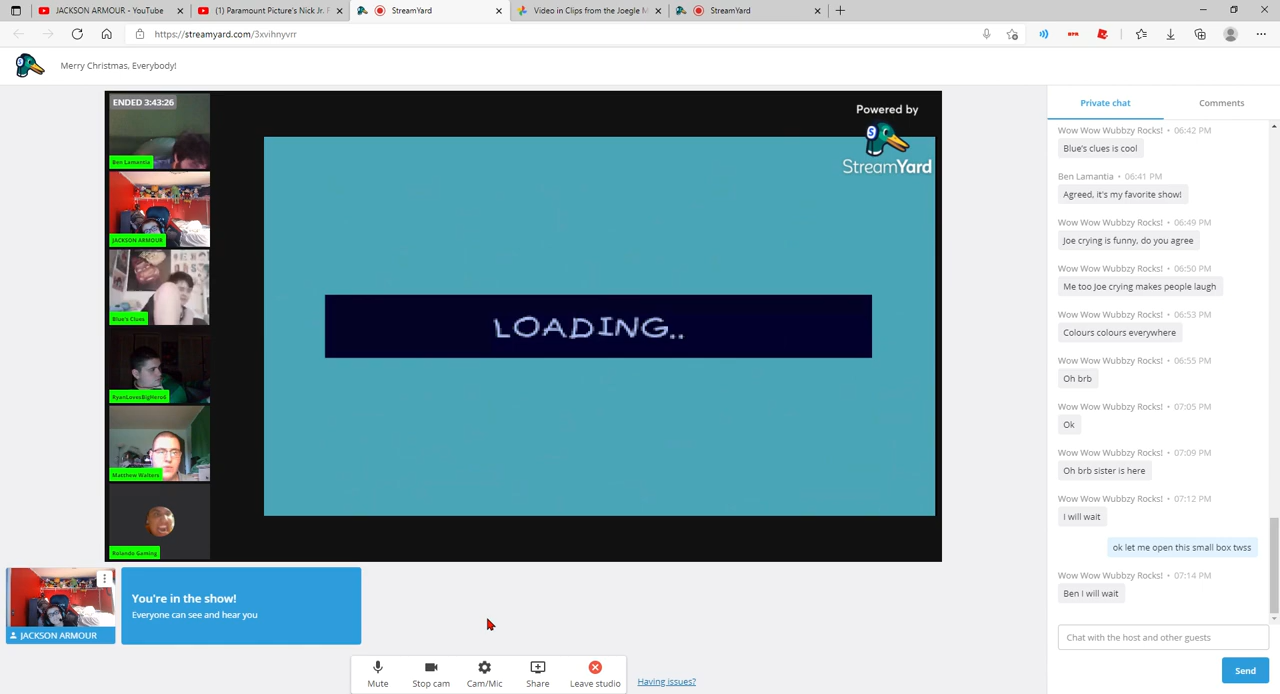 JACKSON ARMOUR - YouTube
(1) Paramount Picture's Nick Jr. F
StreamYard
Video in Clips from the Joegle M
StreamYard
https://streamyard.com/3xvihnyvrr
Merry Christmas, Everybody!
ENDED 3:43:26
Ben Lamantia
JACKSON ARMOUR
Blue's Clues
RyanLovesBigHero6
Matthew Walters
Rolando Gaming
Powered by
StreamYard
LOADING..
JACKSON ARMOUR
You're in the show!
Everyone can see and hear you
Mute
Stop cam
Cam/Mic
Share
Leave studio
Having issues?
Private chat
Comments
Wow Wow Wubbzy Rocks! • 06:42 PM
Blue's clues is cool
Ben Lamantia • 06:41 PM
Agreed, it's my favorite show!
Wow Wow Wubbzy Rocks! • 06:49 PM
Joe crying is funny, do you agree
Wow Wow Wubbzy Rocks! • 06:50 PM
Me too Joe crying makes people laugh
Wow Wow Wubbzy Rocks! • 06:53 PM
Colours colours everywhere
Wow Wow Wubbzy Rocks! • 06:55 PM
Oh brb
Wow Wow Wubbzy Rocks! • 07:05 PM
Ok
Wow Wow Wubbzy Rocks! • 07:09 PM
Oh brb sister is here
Wow Wow Wubbzy Rocks! • 07:12 PM
I will wait
ok let me open this small box twss
Wow Wow Wubbzy Rocks! • 07:14 PM
Ben I will wait
Chat with the host and other guests
Send